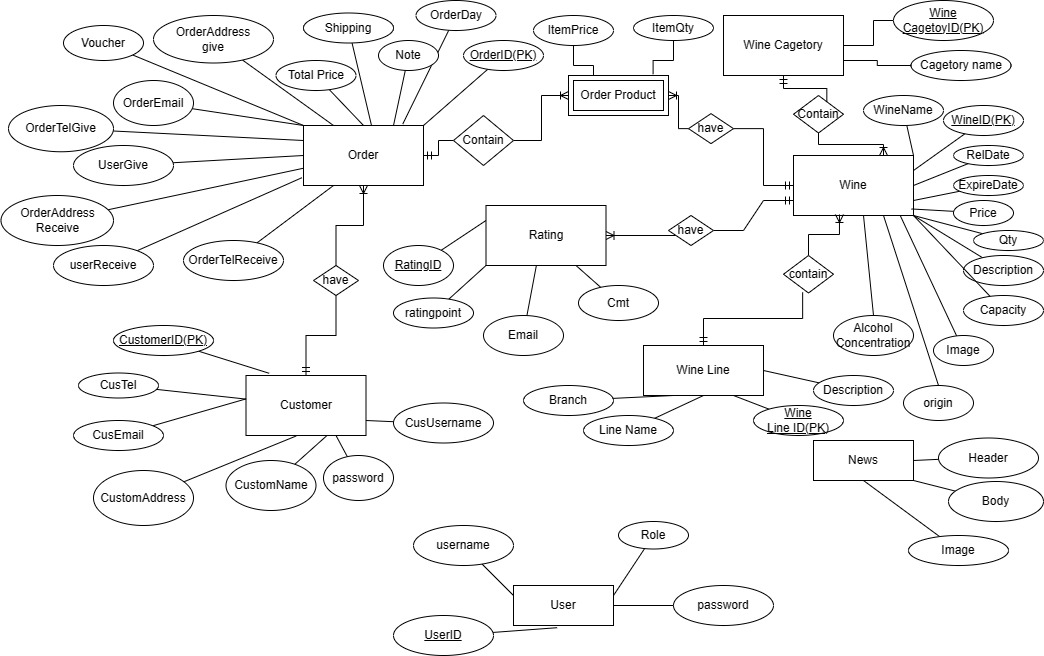 OrderDay
Shipping
Wine
CagetoyID(PK)
OrderAddress
give
ItemPrice
ItemQty
Voucher
Note
OrderID(PK)
Wine Cagetory
Cagetory name
Total Price
OrderEmail
Order Product
Contain
WineName
WineID(PK)
OrderTelGive
have
Contain
Order
RelDate
UserGive
Wine
ExpireDate
OrderAddress
Receive
Price
Rating
have
Qty
userReceive
OrderTelReceive
RatingID
have
contain
Description
ratingpoint
Cmt
Capacity
Email
Alcohol
Concentration
CustomerID(PK)
Image
CusTel
Wine Line
Description
Branch
origin
Customer
Wine
Line ID(PK)
CusUsername
Line Name
CusEmail
News
Header
CustomAddress
CustomName
password
Body
username
Role
Image
User
password
UserID